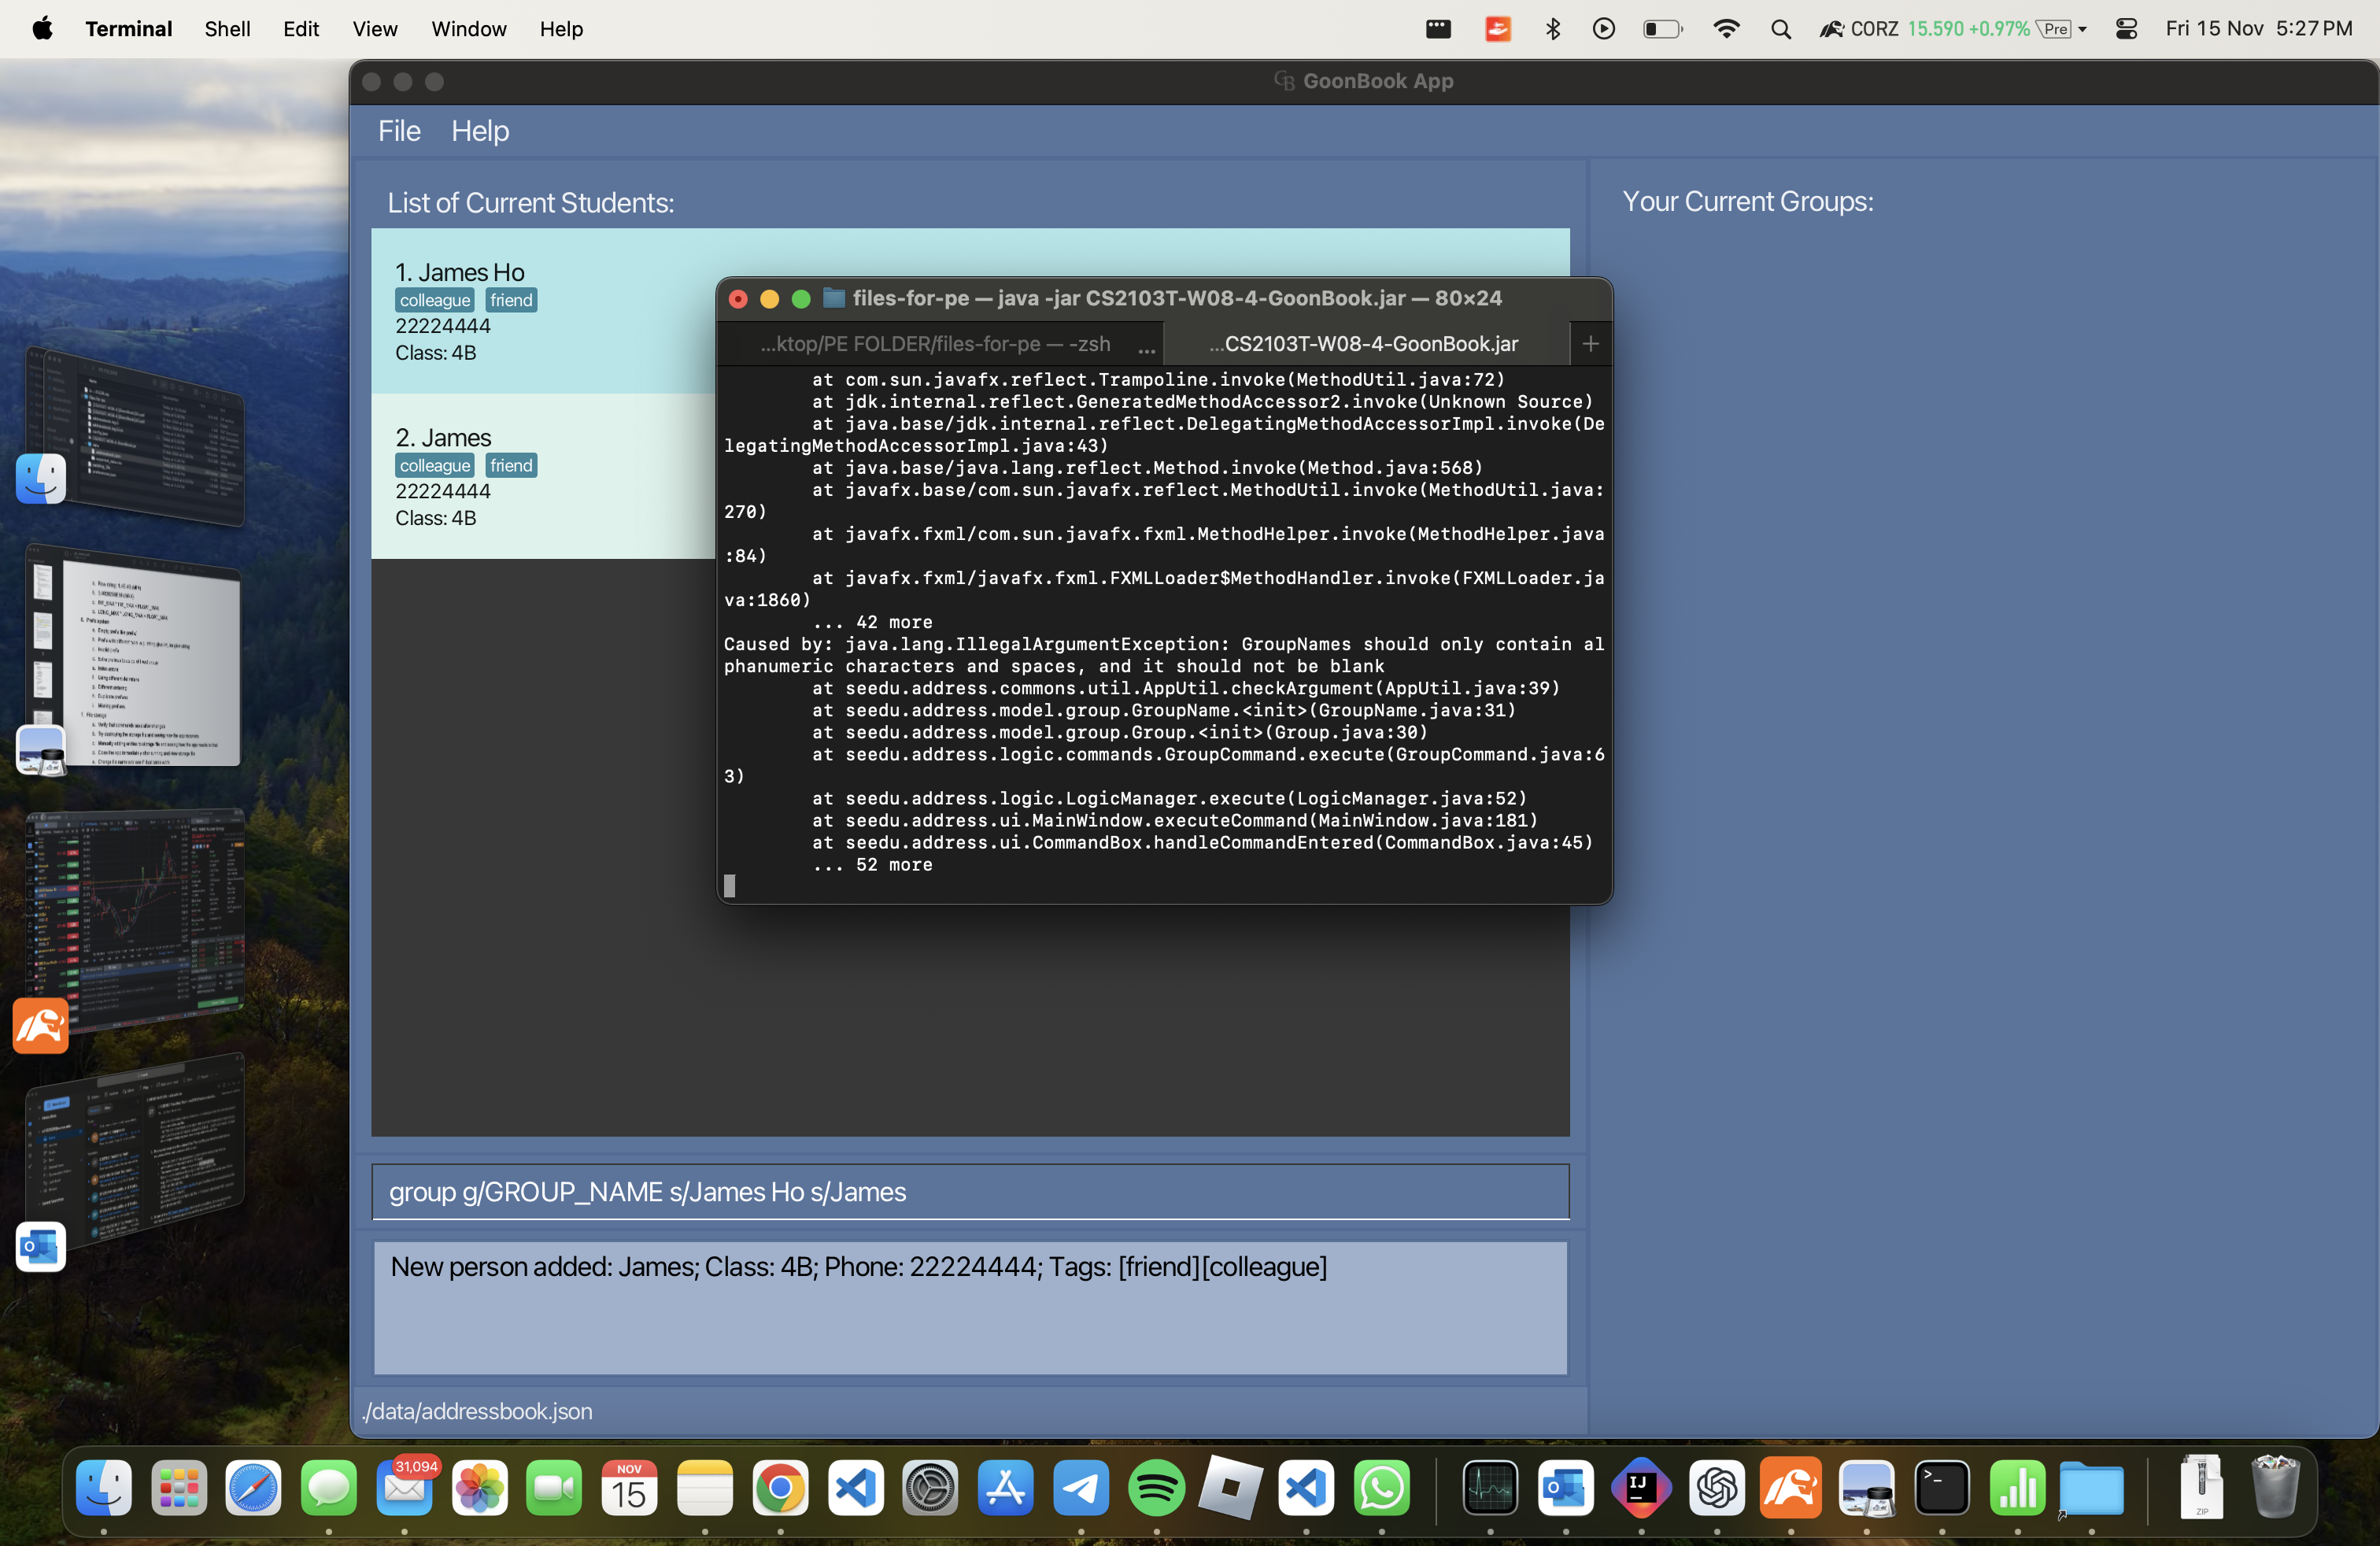 Terminal Shell Edit View Window Help
CORZ 15.590 +0.97% Pre Fri 15 Nov 5:27 PM
GoonBook App
File Help
List of Current Students:
Your Current Groups:
1. James Ho
colleague friend
22224444
Class: 4B
2. James
colleague friend
22224444
Class: 4B
files-for-pe — java -jar CS2103T-W08-4-GoonBook.jar — 80×24
...ktop/PE FOLDER/files-for-pe — -zsh ... ...CS2103T-W08-4-GoonBook.jar +
at com.sun.javafx.reflect.Trampoline.invoke(MethodUtil.java:72)
at jdk.internal.reflect.GeneratedMethodAccessor2.invoke(Unknown Source)
at java.base/jdk.internal.reflect.DelegatingMethodAccessorImpl.invoke(De
legatingMethodAccessorImpl.java:43)
at java.base/java.lang.reflect.Method.invoke(Method.java:568)
at javafx.base/com.sun.javafx.reflect.MethodUtil.invoke(MethodUtil.java:
270)
at javafx.fxml/com.sun.javafx.fxml.MethodHelper.invoke(MethodHelper.java
:84)
at javafx.fxml/javafx.fxml.FXMLLoader$MethodHandler.invoke(FXMLLoader.ja
va:1860)
... 42 more
Caused by: java.lang.IllegalArgumentException: GroupNames should only contain al
phanumeric characters and spaces, and it should not be blank
at seedu.address.commons.util.AppUtil.checkArgument(AppUtil.java:39)
at seedu.address.model.group.GroupName.<init>(GroupName.java:31)
at seedu.address.model.group.Group.<init>(Group.java:30)
at seedu.address.logic.commands.GroupCommand.execute(GroupCommand.java:6
3)
at seedu.address.logic.LogicManager.execute(LogicManager.java:52)
at seedu.address.ui.MainWindow.executeCommand(MainWindow.java:181)
at seedu.address.ui.CommandBox.handleCommandEntered(CommandBox.java:45)
... 52 more
group g/GROUP_NAME s/James Ho s/James
New person added: James; Class: 4B; Phone: 22224444; Tags: [friend][colleague]
./data/addressbook.json
31,094
NOV
15
IJ
ZIP